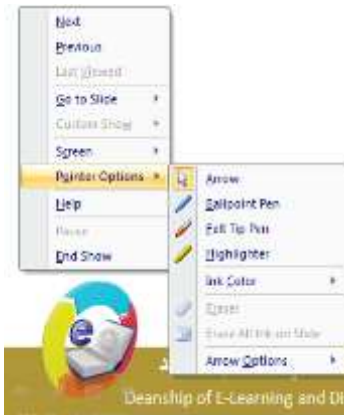 Next
Previous
Last Viewed
Go to Slide
Custom Show
Screen
Pointer Options
Help
Pause
End Show
Arrow
Ballpoint Pen
Felt Tip Pen
Highlighter
Ink Color
Eraser
Erase All Ink on Slide
Arrow Options
e
Deanship of E-Learning and